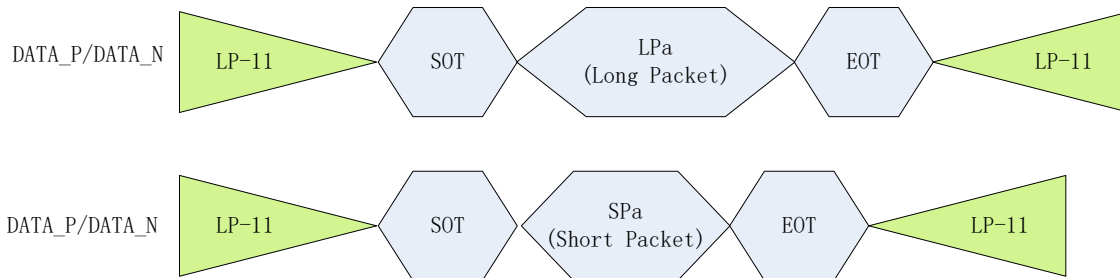 DATA_P/DATA_N
LP-11
SOT
LPa
(Long Packet)
EOT
LP-11
DATA_P/DATA_N
LP-11
SOT
SPa
(Short Packet)
EOT
LP-11